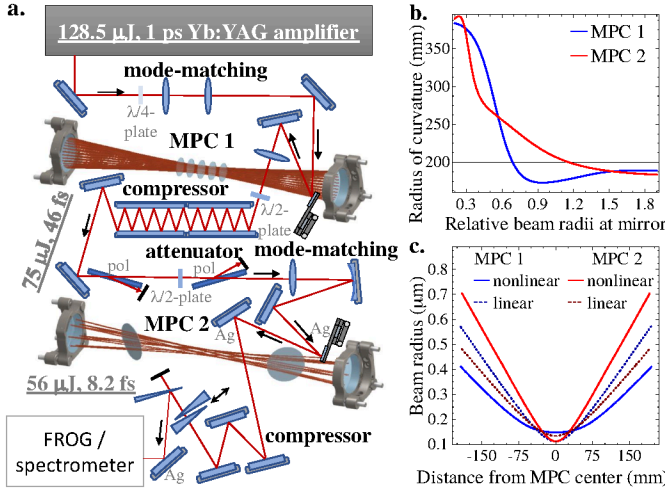 a.
128.5 µJ, 1 ps Yb:YAG amplifier
mode-matching
λ/4-
plate
MPC 1
compressor
λ/2-
plate
75 µJ, 46 fs
attenuator
mode-matching
pol
pol
λ/2-plate
MPC 2
Ag
Ag
56 µJ, 8.2 fs
compressor
FROG /
spectrometer
Ag
b.
MPC 1
MPC 2
Radius of curvature (mm)
350
300
250
200
150
0.3 0.6 0.9 1.2 1.5 1.8
Relative beam radii at mirror
c.
MPC 1 MPC 2
nonlinear nonlinear
linear linear
Beam radius (µm)
0.8
0.7
0.6
0.5
0.4
0.3
0.2
0.1
-150 -75 0 75 150
Distance from MPC center (mm)